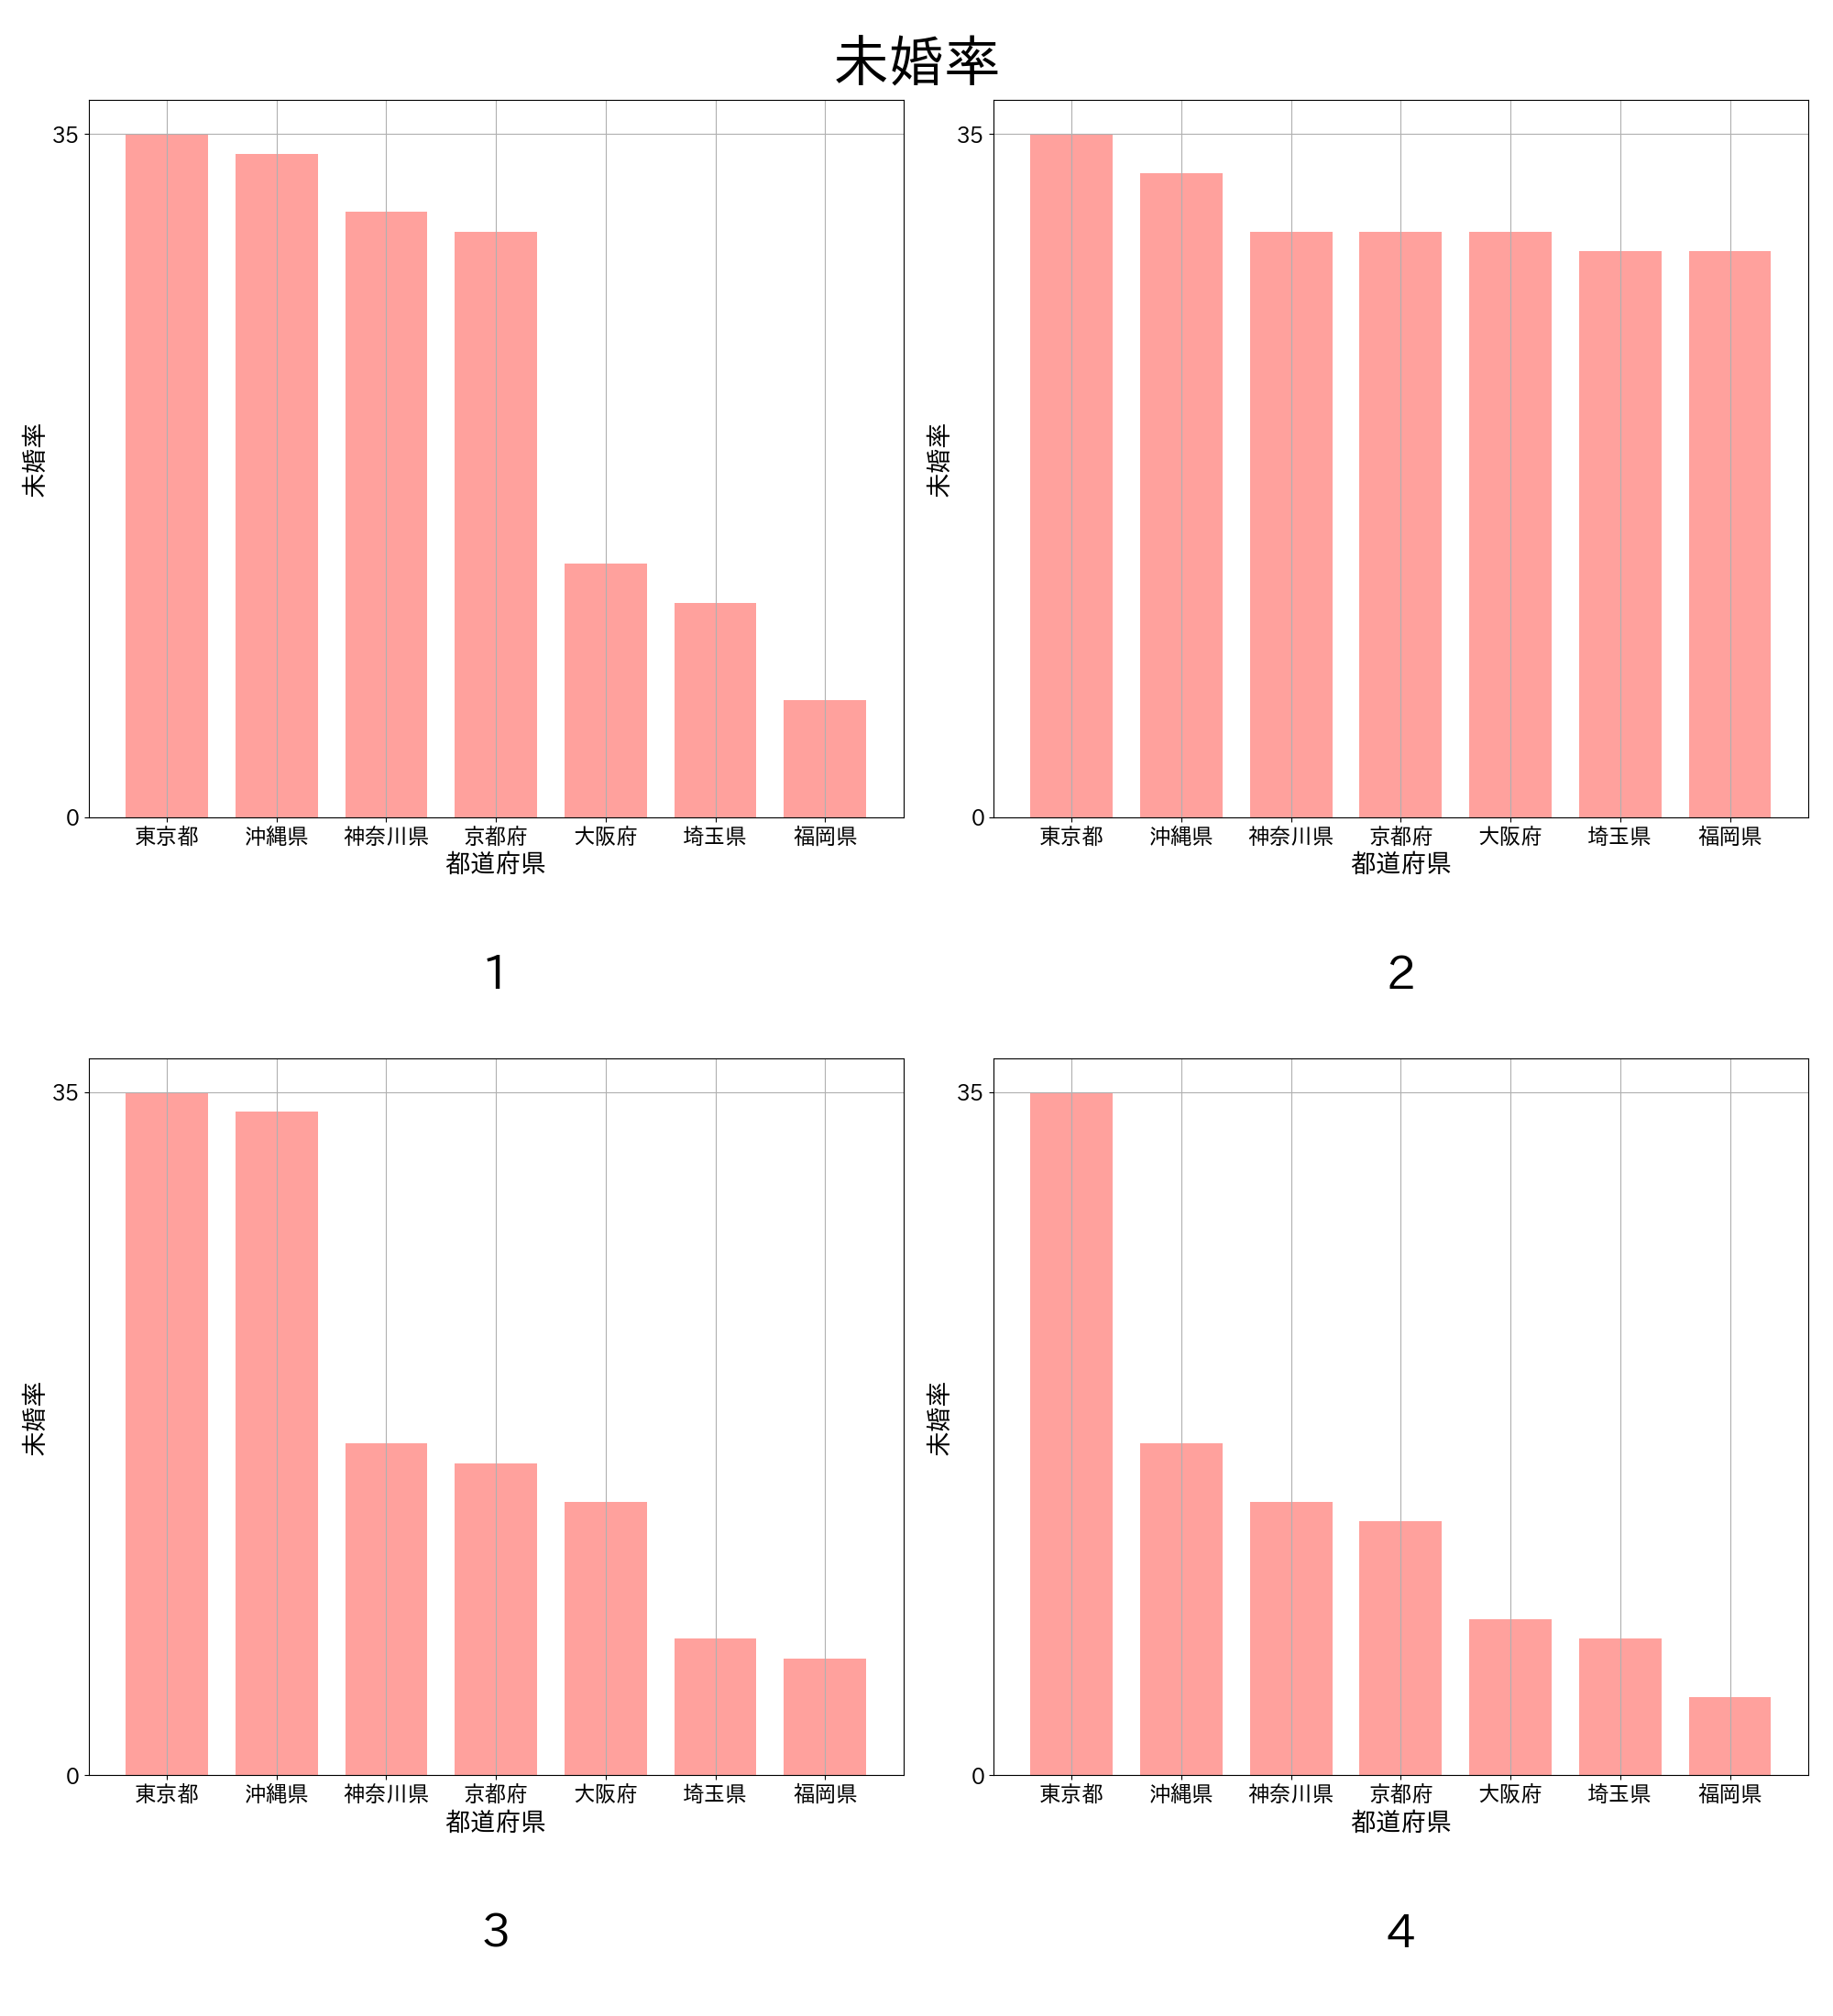 未婚率
35
0
未婚率
東京都 沖縄県 神奈川県 京都府 大阪府 埼玉県 福岡県
都道府県
1
35
0
未婚率
東京都 沖縄県 神奈川県 京都府 大阪府 埼玉県 福岡県
都道府県
2
35
0
未婚率
東京都 沖縄県 神奈川県 京都府 大阪府 埼玉県 福岡県
都道府県
3
35
0
未婚率
東京都 沖縄県 神奈川県 京都府 大阪府 埼玉県 福岡県
都道府県
4